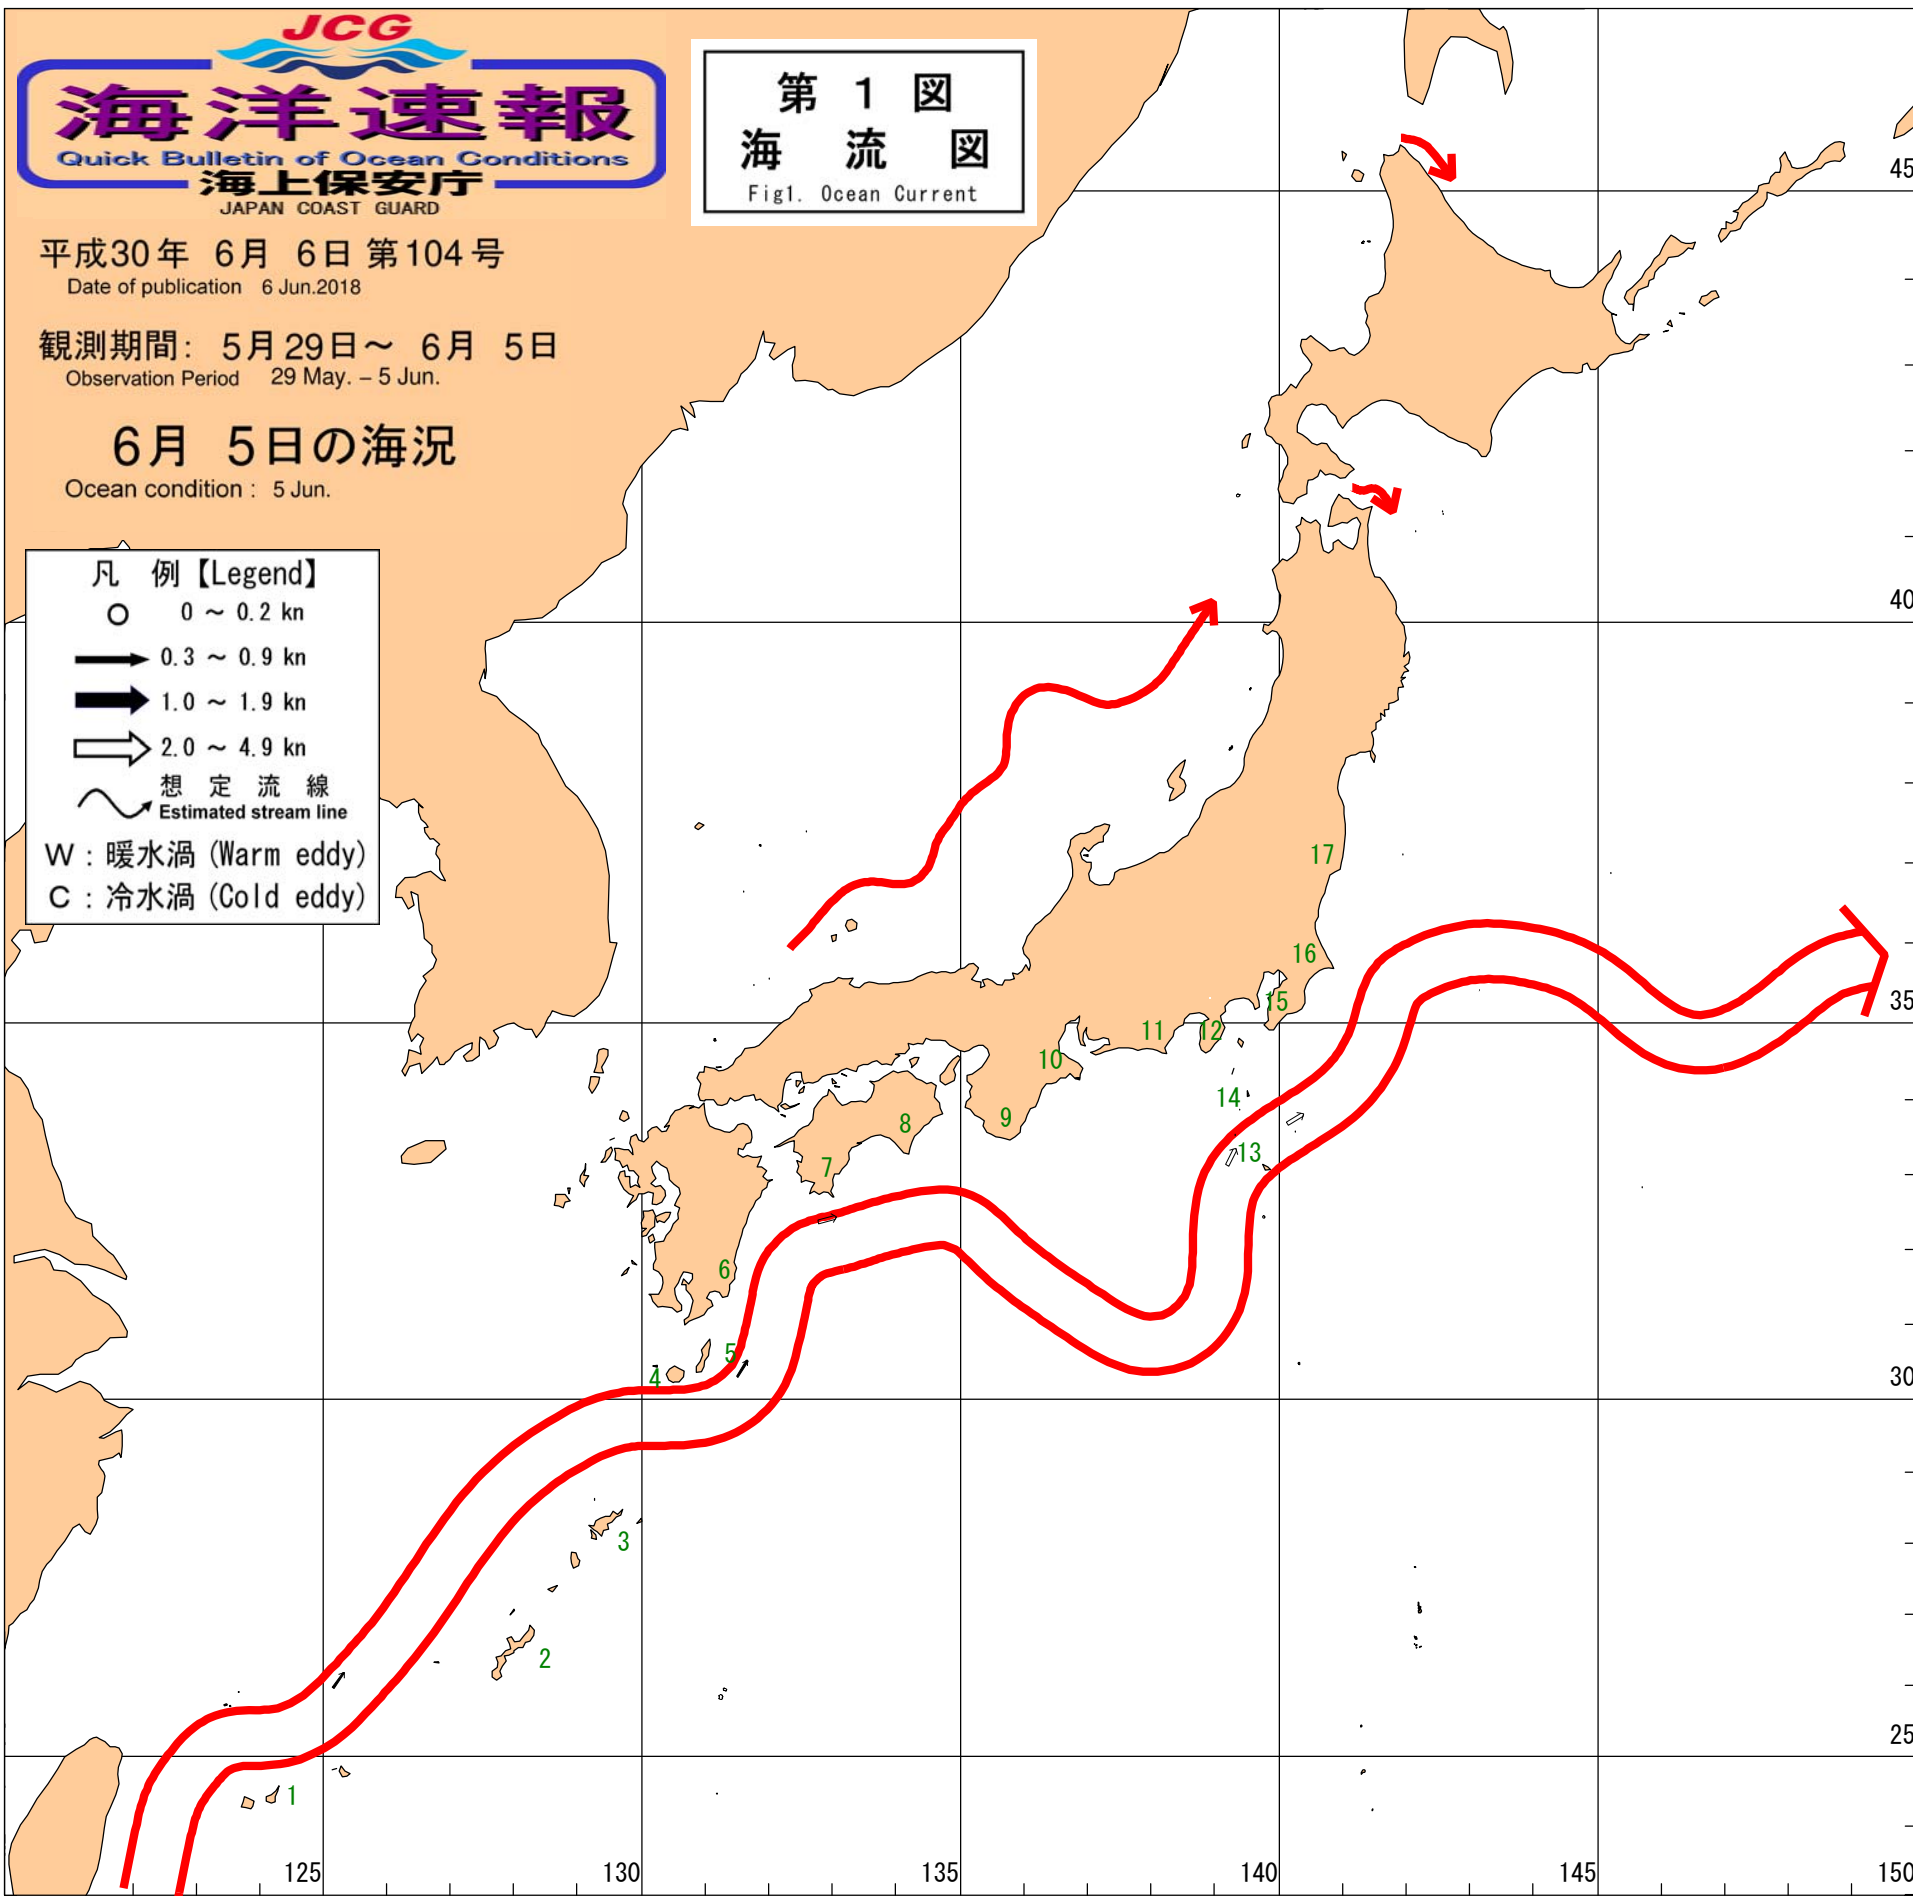 JCG
海洋速報
Quick Bulletin of Ocean Conditions
海上保安庁
JAPAN COAST GUARD
平成30年 6月 6日 第104号
Date of publication 6 Jun.2018
観測期間: 5月29日～ 6月 5日
Observation Period 29 May. – 5 Jun.
6月 5日の海況
Ocean condition : 5 Jun.
第 1 図
海 流 図
Fig1. Ocean Current
凡 例【Legend】
0 ～ 0.2 kn
0.3 ～ 0.9 kn
1.0 ～ 1.9 kn
2.0 ～ 4.9 kn
想 定 流 線
Estimated stream line
W : 暖水渦 (Warm eddy)
C : 冷水渦 (Cold eddy)
45
40
17
16
35
15
12
11
10
14
9
8
13
7
6
5
4
30
3
2
25
1
125
130
135
140
145
150